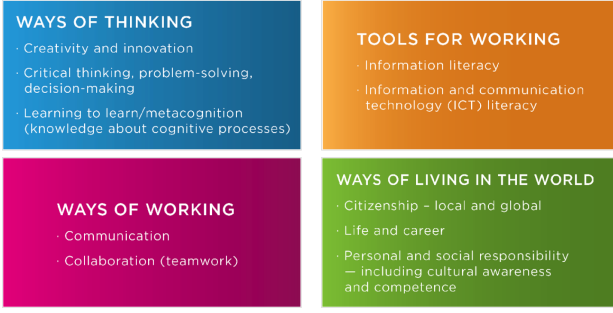 WAYS OF THINKING
· Creativity and innovation
· Critical thinking, problem-solving,
decision-making
· Learning to learn/metacognition
(knowledge about cognitive processes)
TOOLS FOR WORKING
· Information literacy
· Information and communication
technology (ICT) literacy
WAYS OF WORKING
· Communication
· Collaboration (teamwork)
WAYS OF LIVING IN THE WORLD
· Citizenship – local and global
· Life and career
· Personal and social responsibility
— including cultural awareness
and competence